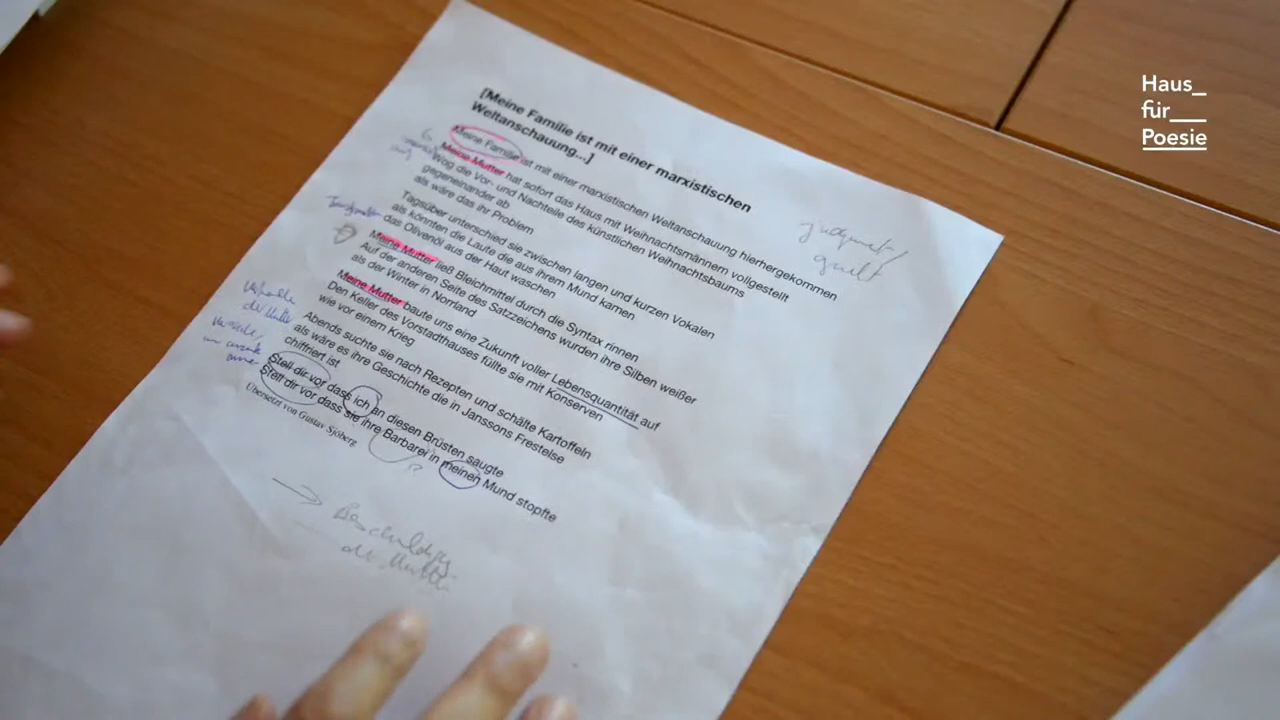 Haus_
für__
Poesie
[Meine Familie ist mit einer marxistischen
Weltanschauung...]
Meine Familie ist mit einer marxistischen Weltanschauung hierhergekommen
Meine Mutter hat sofort das Haus mit Weihnachtsmännern vollgestellt
Wog die Vor- und Nachteile des künstlichen Weihnachtsbaums
gegeneinander ab
als wäre das ihr Problem
Tagsüber unterschied sie zwischen langen und kurzen Vokalen
als könnten die Laute die aus ihrem Mund kamen
das Olivenöl aus der Haut waschen
Meine Mutter ließ Bleichmittel durch die Syntax rinnen
Auf der anderen Seite des Satzzeichens wurden ihre Silben weißer
als der Winter in Norrland
Meine Mutter baute uns eine Zukunft voller Lebensquantität auf
Den Keller des Vorstadthauses füllte sie mit Konserven
wie vor einem Krieg
Abends suchte sie nach Rezepten und schälte Kartoffeln
als wäre es ihre Geschichte die in Janssons Frestelse
chiffriert ist
Stell dir vor dass ich an diesen Brüsten saugte
Stell dir vor dass sie ihre Barbarei in meinen Mund stopfte
Übersetzt von Gustav Sjöberg
judgment/
guilt
der Mutter